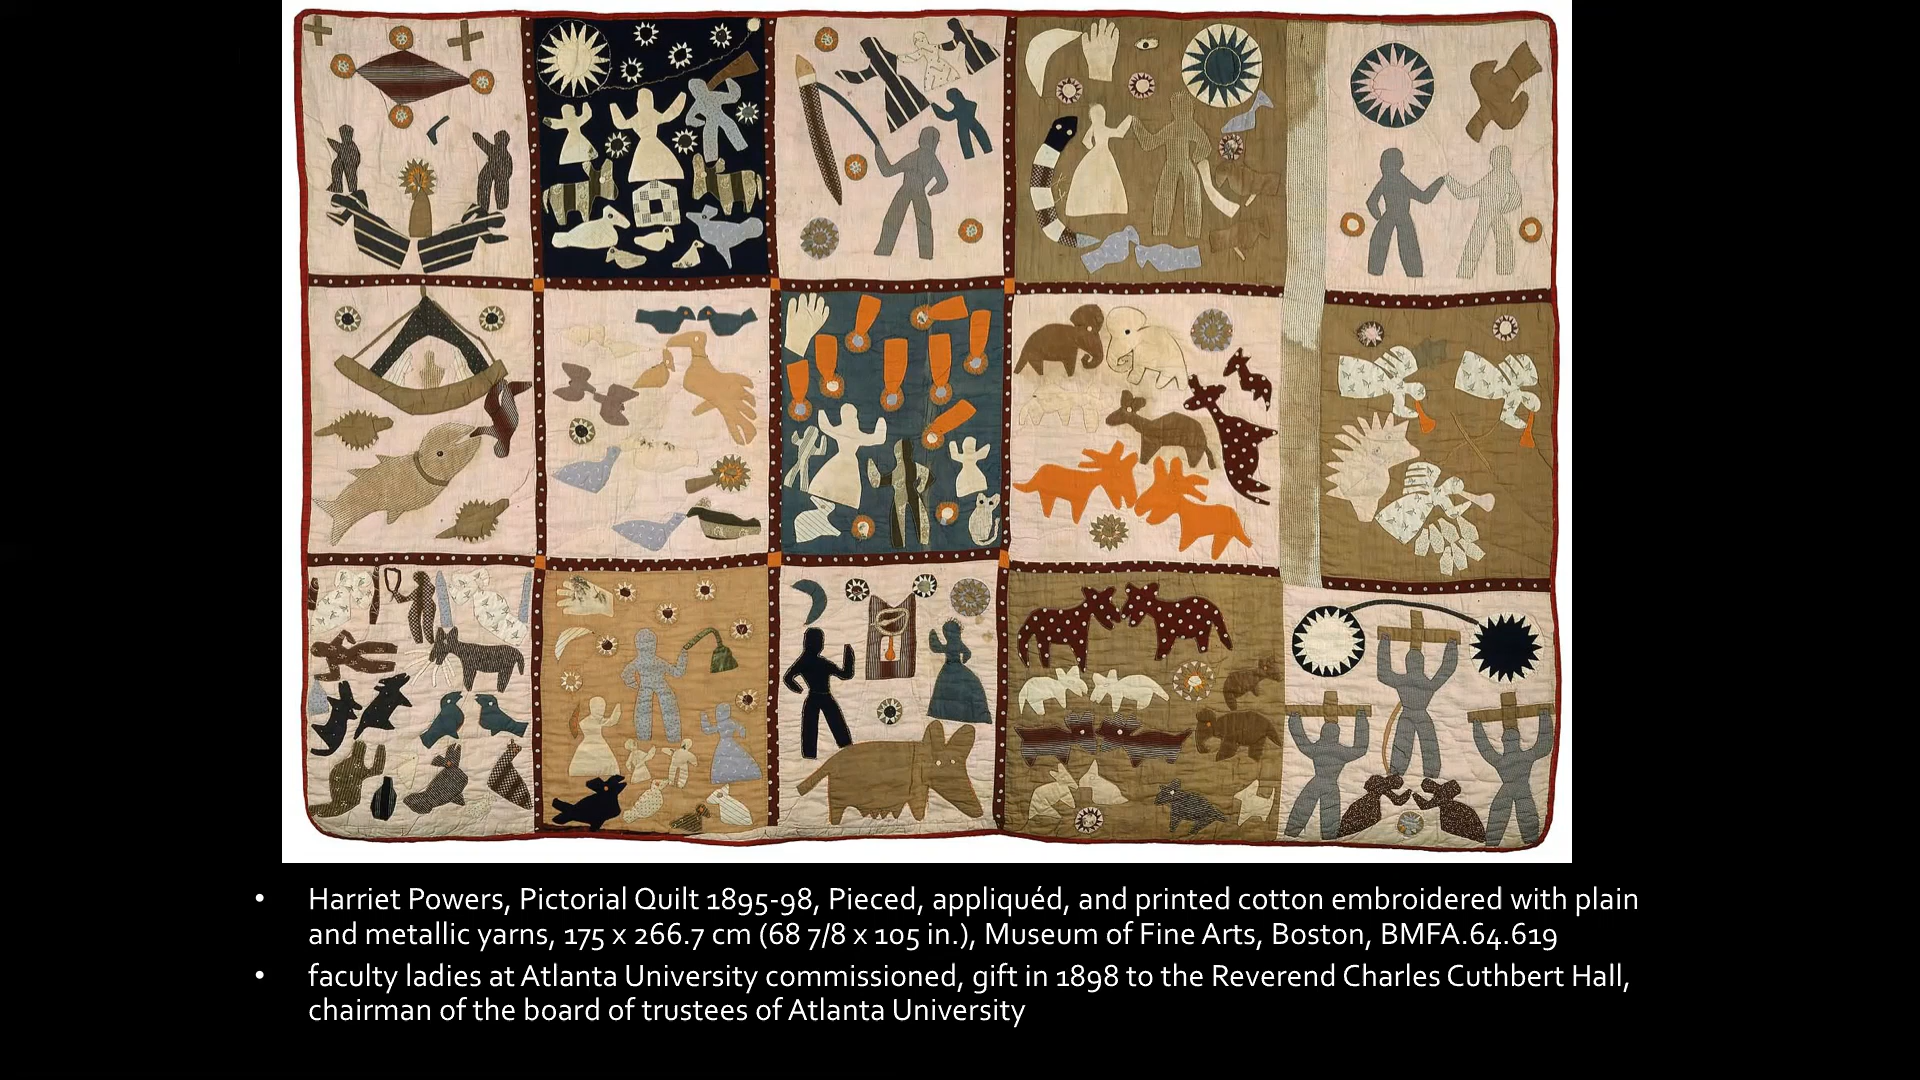 • Harriet Powers, Pictorial Quilt 1895-98, Pieced, appliquéd, and printed cotton embroidered with plain
and metallic yarns, 175 x 266.7 cm (68 7/8 x 105 in.), Museum of Fine Arts, Boston, BMFA.64.619
• faculty ladies at Atlanta University commissioned, gift in 1898 to the Reverend Charles Cuthbert Hall,
chairman of the board of trustees of Atlanta University